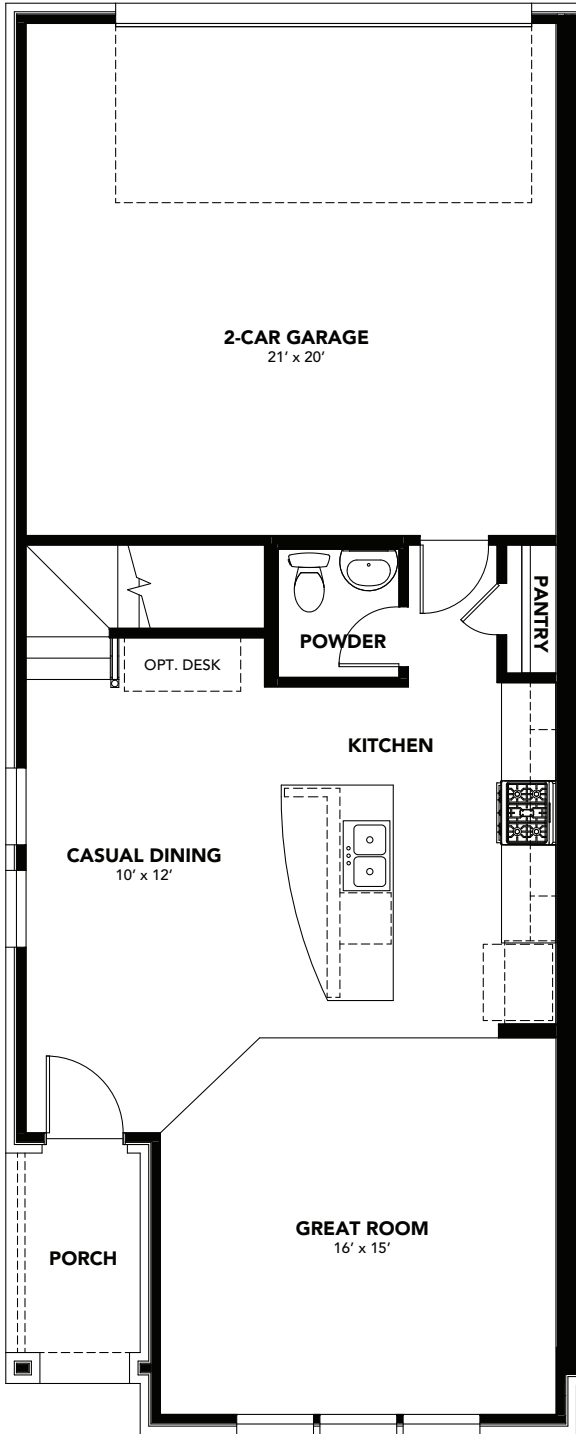 2-CAR GARAGE
21' x 20'
PANTRY
POWDER
OPT. DESK
KITCHEN
CASUAL DINING
10' x 12'
GREAT ROOM
16' x 15'
PORCH